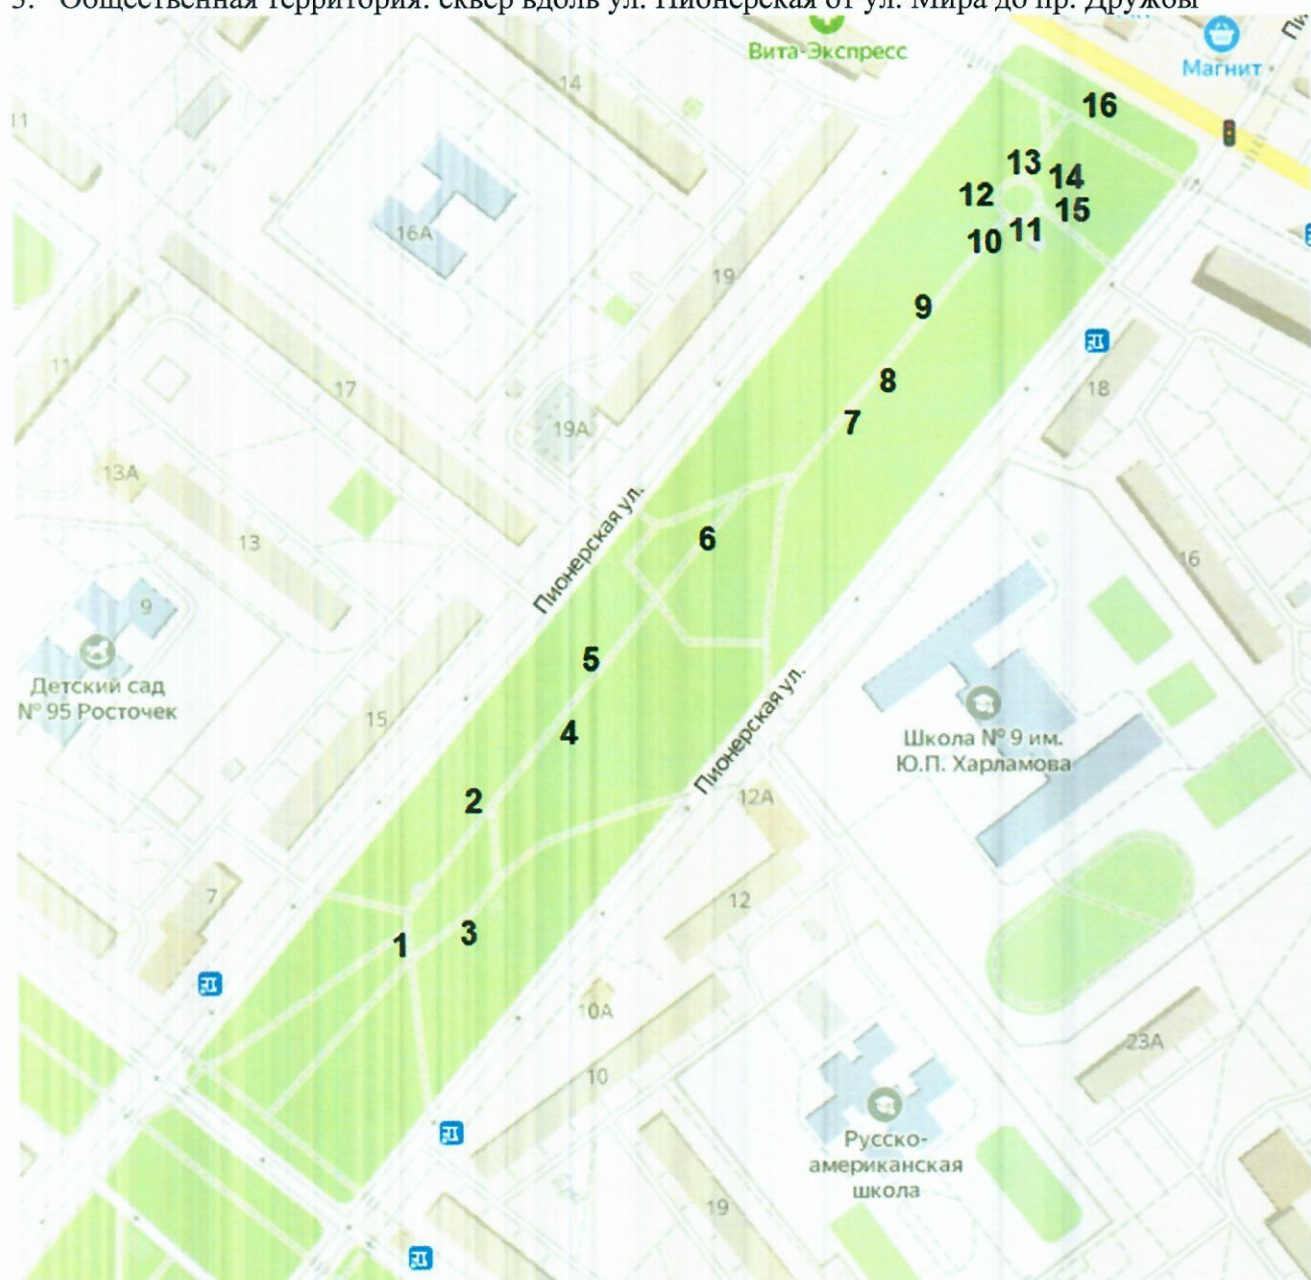 3. Общественная территория: сквер вдоль ул. Пионерская от ул. Мира до пр. Дружбы
Вита-Экспресс
Магнит
14
11
16
13
14
12
15
16А
11
10
19
9
11
17
8
18
7
19А
13А
Пионерская ул.
6
13
16
9
5
Детский сад
№ 95 Росточек
15
4
Пионерская ул.
Школа № 9 им.
Ю.П. Харламова
2
12А
7
12
1
3
10А
23А
10
Русско-
американская
школа
19